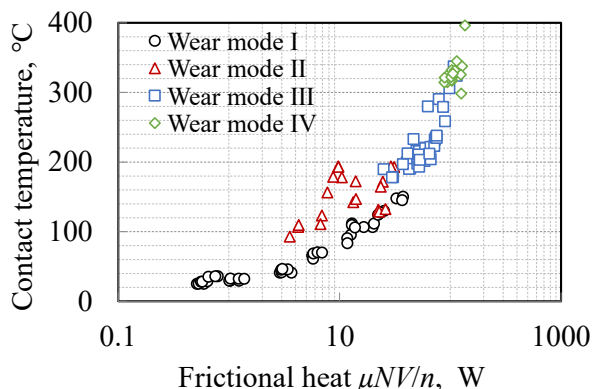 400
300
200
100
0
Contact temperature, °C
Wear mode I
Wear mode II
Wear mode III
Wear mode IV
0.1
10
1000
Frictional heat μNV/n, W